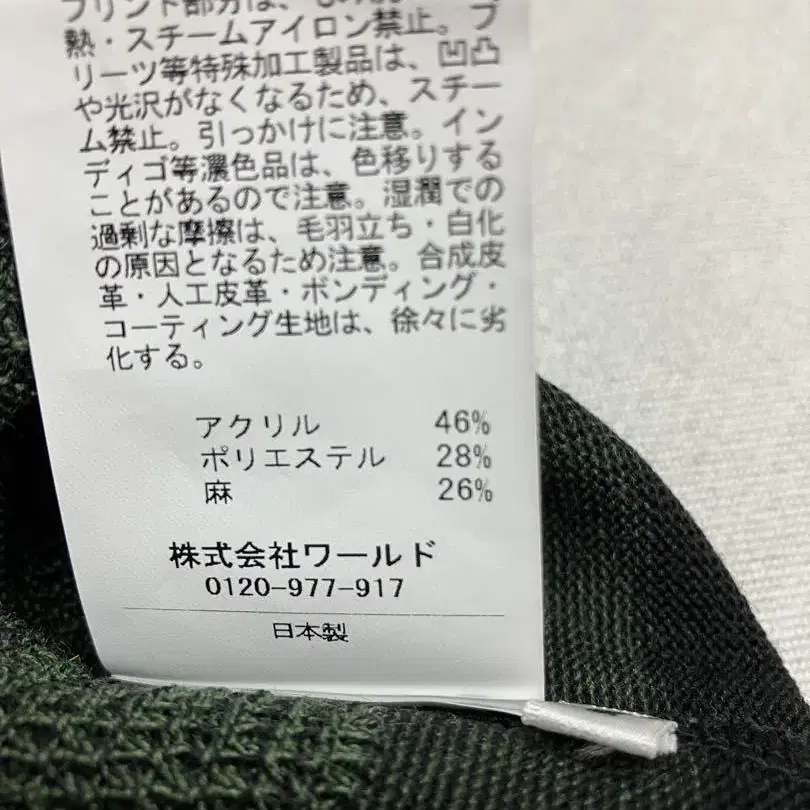 プリント部分は、
熱・スチームアイロン禁止。プ
リーツ等特殊加工製品は、凹凸
や光沢がなくなるため、スチー
ム禁止。引っかけに注意。イン
ディゴ等濃色品は、色移りする
ことがあるので注意。湿潤での
過剰な摩擦は、毛羽立ち・白化
の原因となるため注意。合成皮
革・人工皮革・ボンディング・
コーティング生地は、徐々に劣
化する。
アクリル 46%
ポリエステル 28%
麻 26%
株式会社ワールド
0120-977-917
日本製